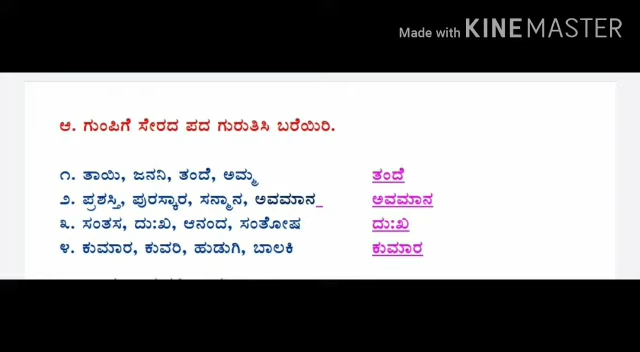 Made with KINEMASTER
ಆ. ಗುಂಪಿಗೆ ಸೇರದ ಪದ ಗುರುತಿಸಿ ಬರೆಯಿರಿ.
೧. ತಾಯಿ, ಜನನಿ, ತಂದೆ, ಅಮ್ಮ ತಂದೆ
೨. ಪ್ರಶಸ್ತಿ, ಪುರಸ್ಕಾರ, ಸನ್ಮಾನ, ಅವಮಾನ_ ಅವಮಾನ
೩. ಸಂತಸ, ದು:ಖ, ಆನಂದ, ಸಂತೋಷ ದು:ಖ
೪. ಕುಮಾರ, ಕುವರಿ, ಹುಡುಗಿ, ಬಾಲಕಿ ಕುಮಾರ